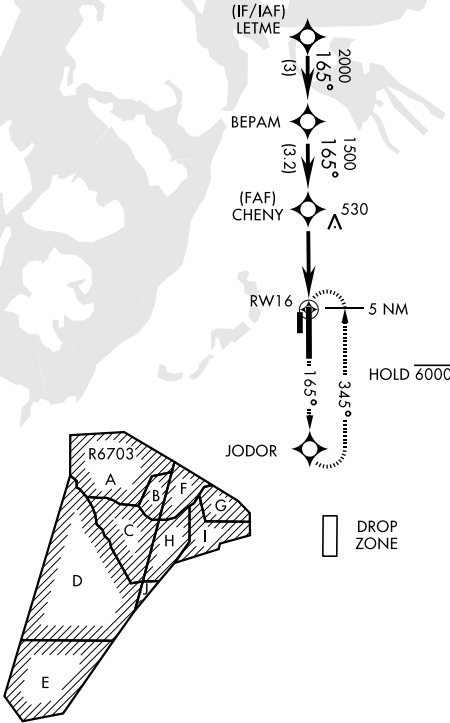 (IF/IAF)
LETME
2000
165°
(3)
BEPAM
1500
165°
(3.2)
(FAF)
CHENY
530
RW16
5 NM
HOLD 6000
165°
345°
JODOR
R6703
A
B
F
G
C
H
I
D
J
E
DROP
ZONE